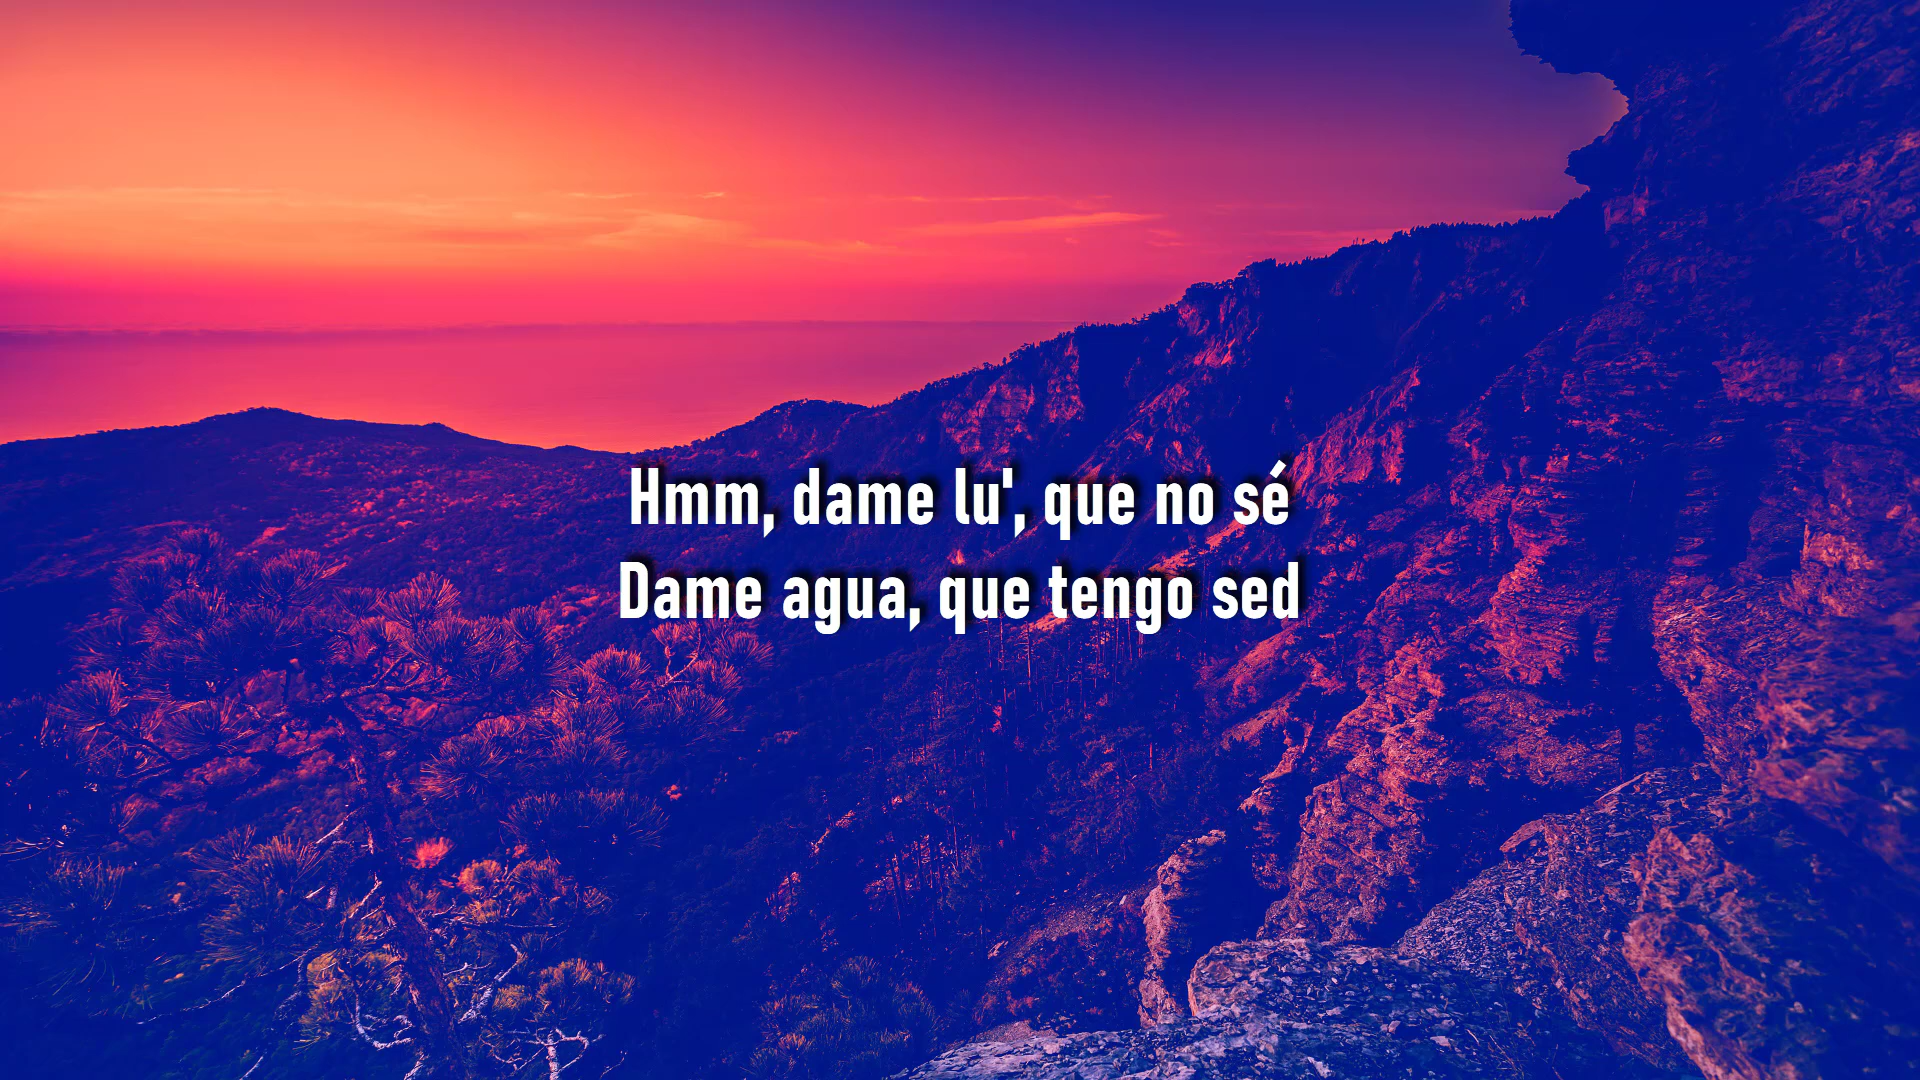 Hmm, dame lu', que no sé
Dame agua, que tengo sed